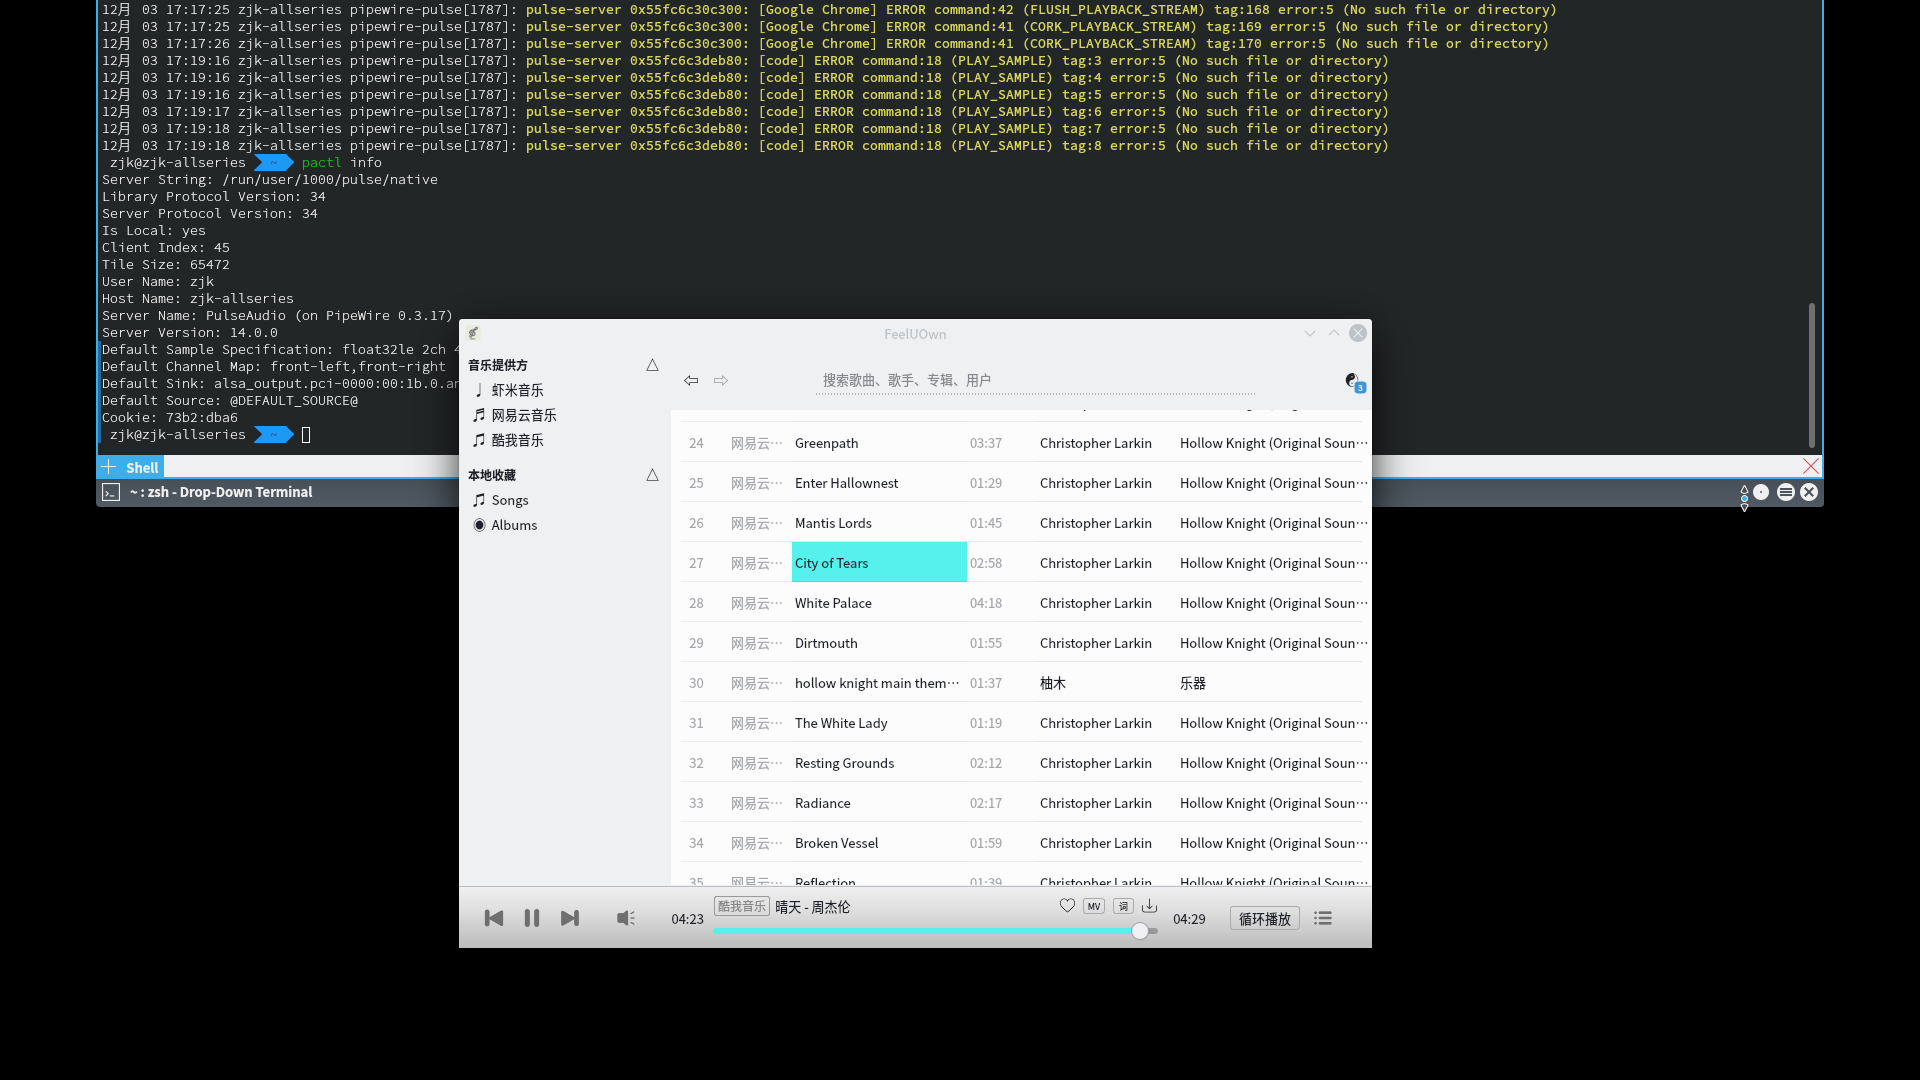 12月 03 17:17:25 zjk-allseries pipewire-pulse[1787]: pulse-server 0x55fc6c30c300: [Google Chrome] ERROR command:42 (FLUSH_PLAYBACK_STREAM) tag:168 error:5 (No such file or directory)
12月 03 17:17:25 zjk-allseries pipewire-pulse[1787]: pulse-server 0x55fc6c30c300: [Google Chrome] ERROR command:41 (CORK_PLAYBACK_STREAM) tag:169 error:5 (No such file or directory)
12月 03 17:17:26 zjk-allseries pipewire-pulse[1787]: pulse-server 0x55fc6c30c300: [Google Chrome] ERROR command:41 (CORK_PLAYBACK_STREAM) tag:170 error:5 (No such file or directory)
12月 03 17:19:16 zjk-allseries pipewire-pulse[1787]: pulse-server 0x55fc6c3deb80: [code] ERROR command:18 (PLAY_SAMPLE) tag:3 error:5 (No such file or directory)
12月 03 17:19:16 zjk-allseries pipewire-pulse[1787]: pulse-server 0x55fc6c3deb80: [code] ERROR command:18 (PLAY_SAMPLE) tag:4 error:5 (No such file or directory)
12月 03 17:19:16 zjk-allseries pipewire-pulse[1787]: pulse-server 0x55fc6c3deb80: [code] ERROR command:18 (PLAY_SAMPLE) tag:5 error:5 (No such file or directory)
12月 03 17:19:17 zjk-allseries pipewire-pulse[1787]: pulse-server 0x55fc6c3deb80: [code] ERROR command:18 (PLAY_SAMPLE) tag:6 error:5 (No such file or directory)
12月 03 17:19:18 zjk-allseries pipewire-pulse[1787]: pulse-server 0x55fc6c3deb80: [code] ERROR command:18 (PLAY_SAMPLE) tag:7 error:5 (No such file or directory)
12月 03 17:19:18 zjk-allseries pipewire-pulse[1787]: pulse-server 0x55fc6c3deb80: [code] ERROR command:18 (PLAY_SAMPLE) tag:8 error:5 (No such file or directory)
zjk@zjk-allseries ~ pactl info
Server String: /run/user/1000/pulse/native
Library Protocol Version: 34
Server Protocol Version: 34
Is Local: yes
Client Index: 45
Tile Size: 65472
User Name: zjk
Host Name: zjk-allseries
Server Name: PulseAudio (on PipeWire 0.3.17)
Server Version: 14.0.0
Default Sample Specification: float32le 2ch 4
Default Channel Map: front-left,front-right
Default Sink: alsa_output.pci-0000:00:1b.0.an
Default Source: @DEFAULT_SOURCE@
Cookie: 73b2:dba6
zjk@zjk-allseries ~
Shell
~ : zsh - Drop-Down Terminal
FeelUOwn
音乐提供方
虾米音乐
网易云音乐
酷我音乐
本地收藏
Songs
Albums
搜索歌曲、歌手、专辑、用户
3
24 网易云… Greenpath 03:37 Christopher Larkin Hollow Knight (Original Soun…
25 网易云… Enter Hallownest 01:29 Christopher Larkin Hollow Knight (Original Soun…
26 网易云… Mantis Lords 01:45 Christopher Larkin Hollow Knight (Original Soun…
27 网易云… City of Tears 02:58 Christopher Larkin Hollow Knight (Original Soun…
28 网易云… White Palace 04:18 Christopher Larkin Hollow Knight (Original Soun…
29 网易云… Dirtmouth 01:55 Christopher Larkin Hollow Knight (Original Soun…
30 网易云… hollow knight main them… 01:37 柚木 乐器
31 网易云… The White Lady 01:19 Christopher Larkin Hollow Knight (Original Soun…
32 网易云… Resting Grounds 02:12 Christopher Larkin Hollow Knight (Original Soun…
33 网易云… Radiance 02:17 Christopher Larkin Hollow Knight (Original Soun…
34 网易云… Broken Vessel 01:59 Christopher Larkin Hollow Knight (Original Soun…
35 网易云… Reflection 01:39 Christopher Larkin Hollow Knight (Original Soun…
04:23 酷我音乐 晴天 - 周杰伦 MV 词 04:29 循环播放